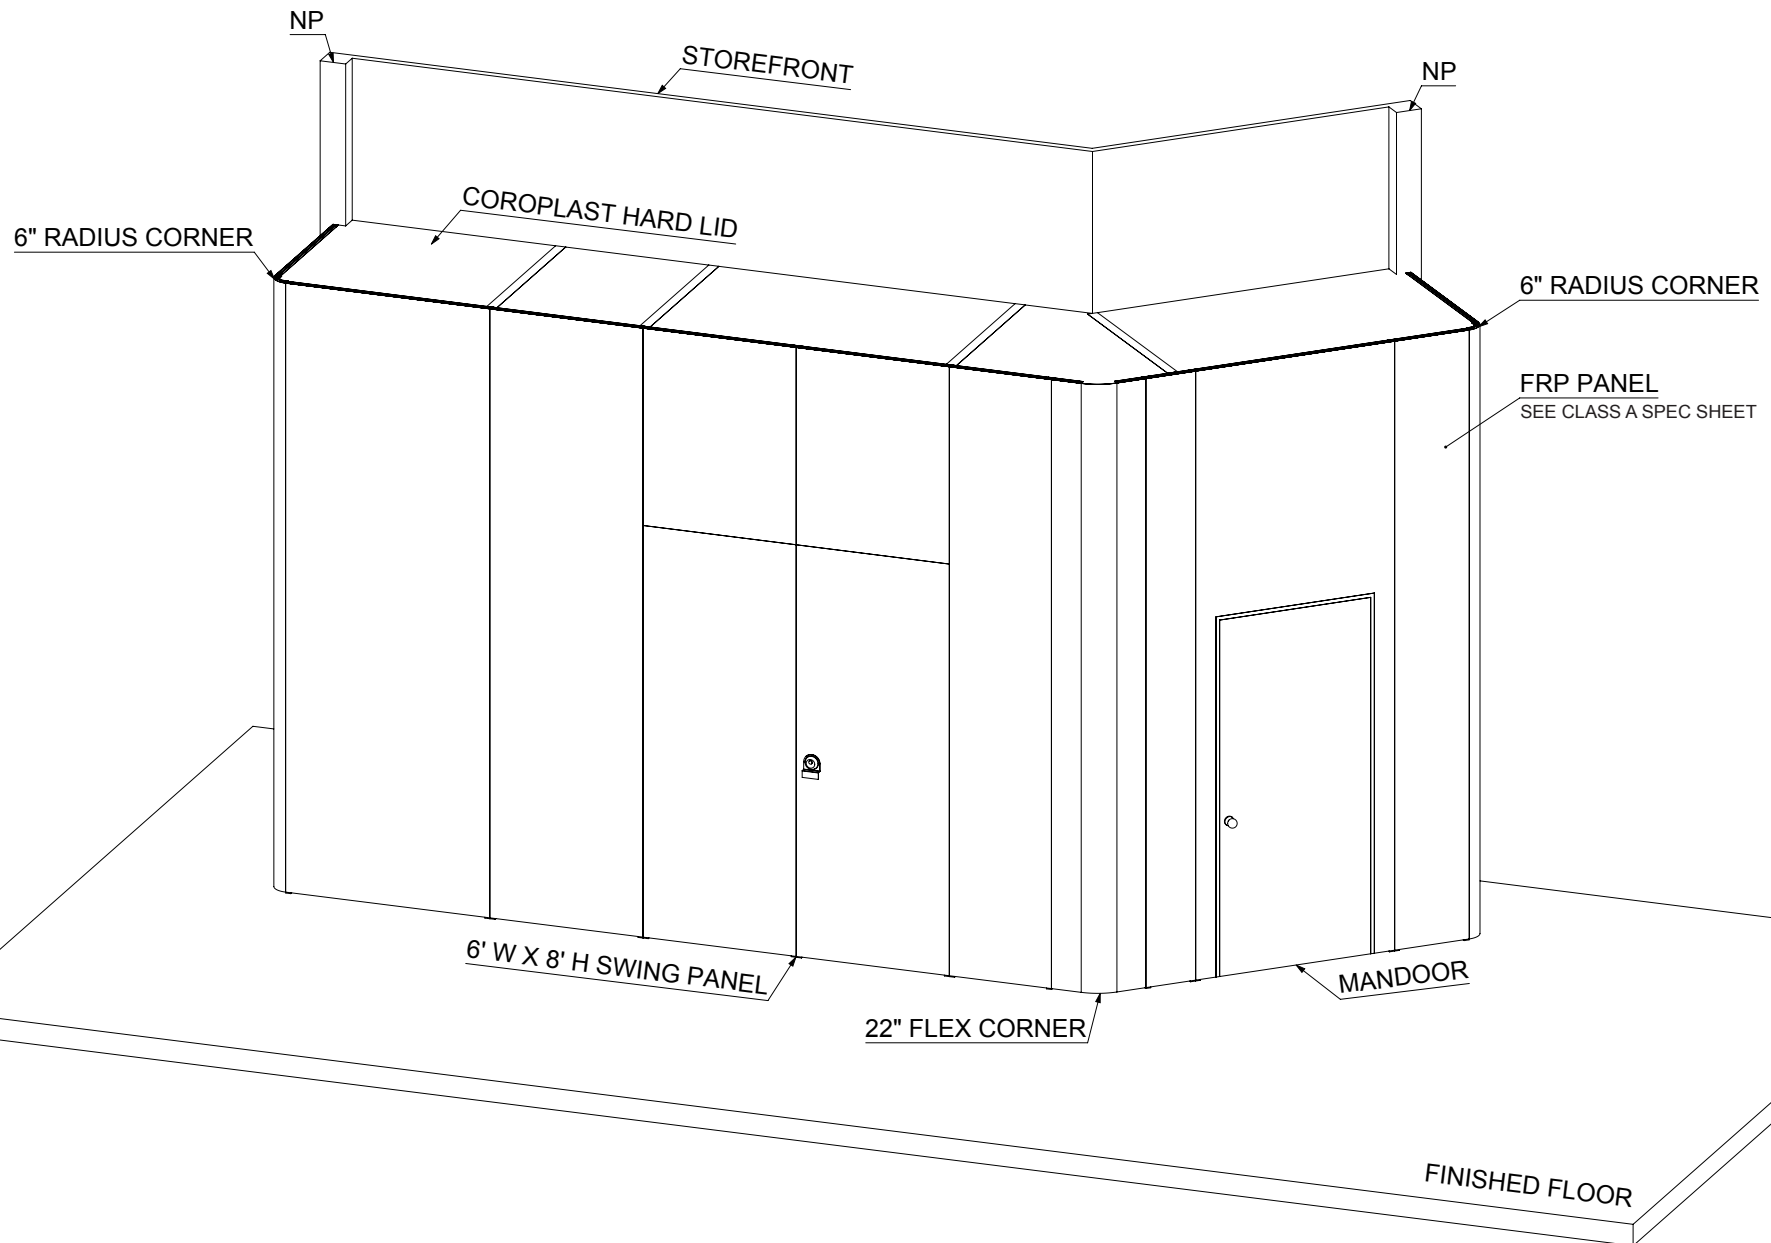 NP
STOREFRONT
NP
COROPLAST HARD LID
6" RADIUS CORNER
6" RADIUS CORNER
FRP PANEL
SEE CLASS A SPEC SHEET
6' W X 8' H SWING PANEL
MANDOOR
22" FLEX CORNER
FINISHED FLOOR